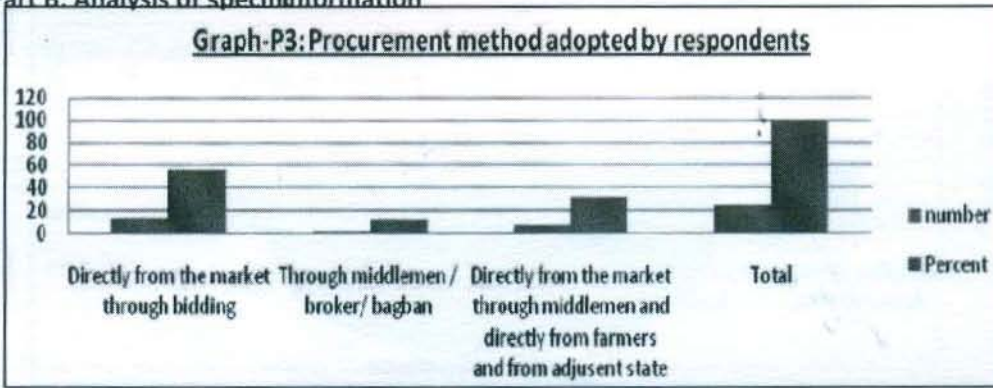 Analysis of
Graph-P3: Procurement method adopted by respondents
120
100
80
60
40
20
0
number
Percent
Directly from the market through bidding
Through middlemen / broker/ bagban
Directly from the market through middlemen and directly from farmers and from adjusent state
Total